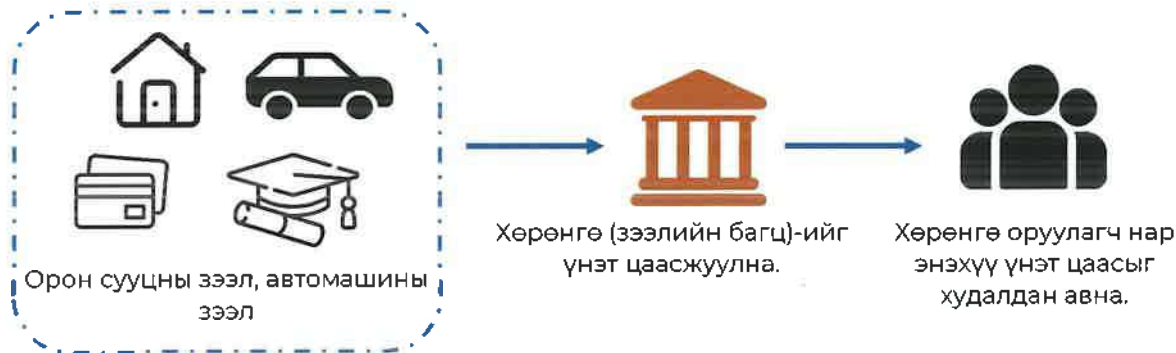 Орон сууцны зээл, автомашины
зээл
Хөрөнгө (зээлийн багц)-ийг
үнэт цаасжуулна.
Хөрөнгө оруулагч нар
энэхүү үнэт цаасыг
худалдан авна.